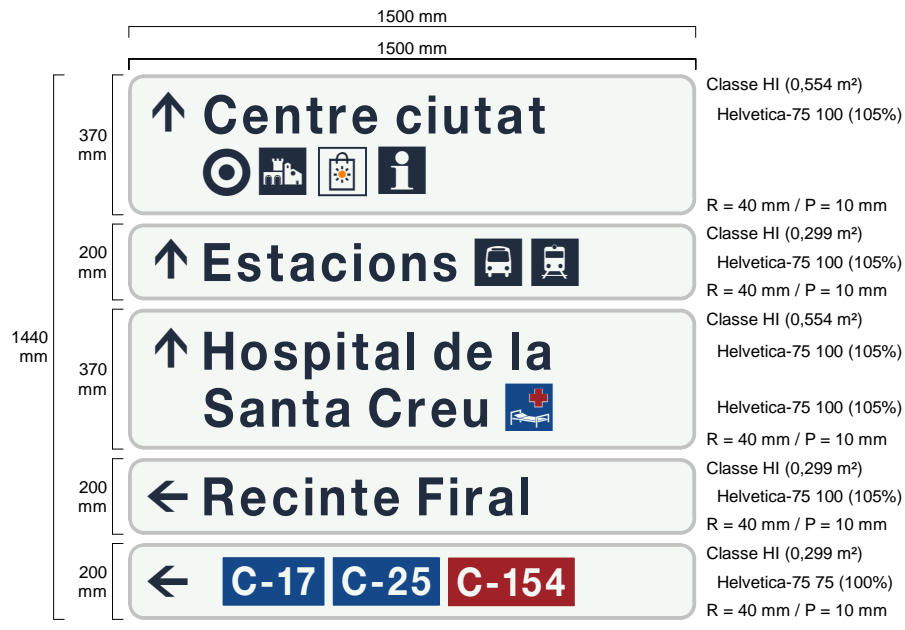 1500 mm
1500 mm
Centre ciutat
i
370
mm
Classe HI (0,554 m²)
Helvetica-75 100 (105%)
R = 40 mm / P = 10 mm
Estacions
200
mm
Classe HI (0,299 m²)
Helvetica-75 100 (105%)
R = 40 mm / P = 10 mm
1440
mm
Hospital de la
Santa Creu
370
mm
Classe HI (0,554 m²)
Helvetica-75 100 (105%)
Helvetica-75 100 (105%)
R = 40 mm / P = 10 mm
Recinte Firal
200
mm
Classe HI (0,299 m²)
Helvetica-75 100 (105%)
R = 40 mm / P = 10 mm
C-17 C-25 C-154
200
mm
Classe HI (0,299 m²)
Helvetica-75 75 (100%)
R = 40 mm / P = 10 mm